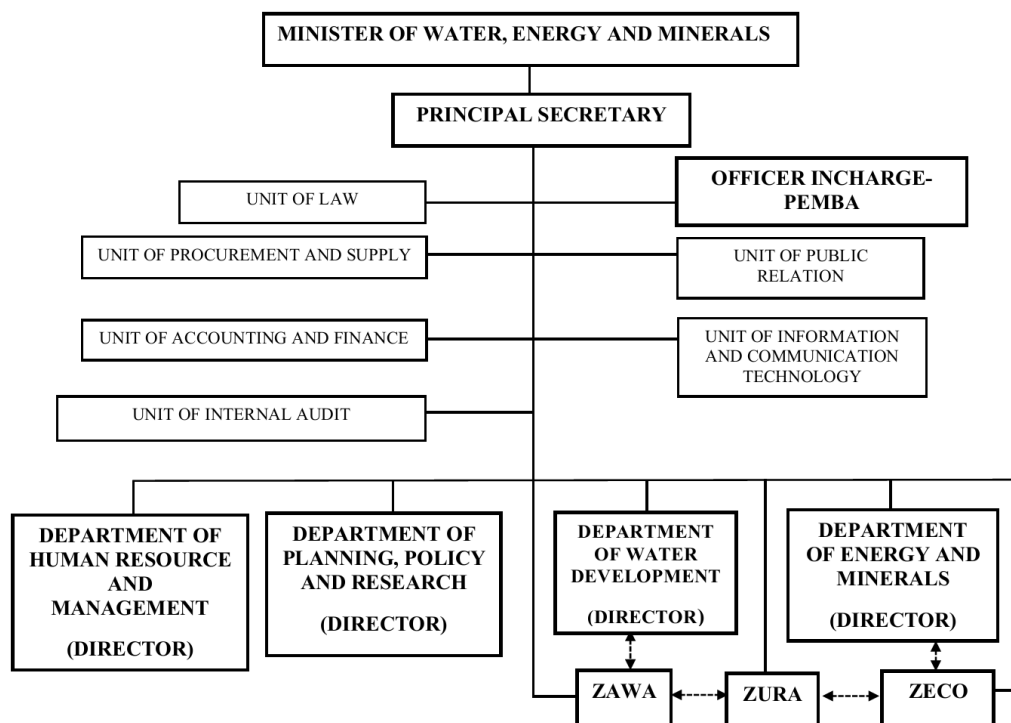 MINISTER OF WATER, ENERGY AND MINERALS
PRINCIPAL SECRETARY
UNIT OF LAW
OFFICER INCHARGE-
PEMBA
UNIT OF PROCUREMENT AND SUPPLY
UNIT OF PUBLIC
RELATION
UNIT OF ACCOUNTING AND FINANCE
UNIT OF INFORMATION
AND COMMUNICATION
TECHNOLOGY
UNIT OF INTERNAL AUDIT
DEPARTMENT OF
HUMAN RESOURCE
AND
MANAGEMENT
(DIRECTOR)
DEPARTMENT OF
PLANNING, POLICY
AND RESEARCH
(DIRECTOR)
DEPARTMENT
OF WATER
DEVELOPMENT
(DIRECTOR)
DEPARTMENT
OF ENERGY AND
MINERALS
(DIRECTOR)
ZAWA
ZURA
ZECO